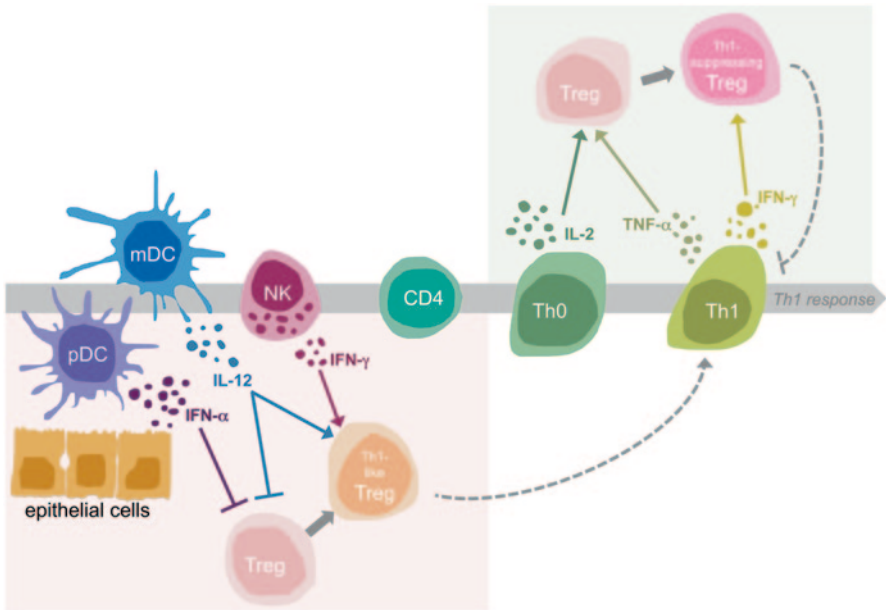 Th1-
suppressing
Treg
Treg
IFN-γ
TNF-α
IL-2
mDC
NK
CD4
Th0
Th1
Th1 response
pDC
IFN-γ
IL-12
IFN-α
Th1-
like
Treg
epithelial cells
Treg